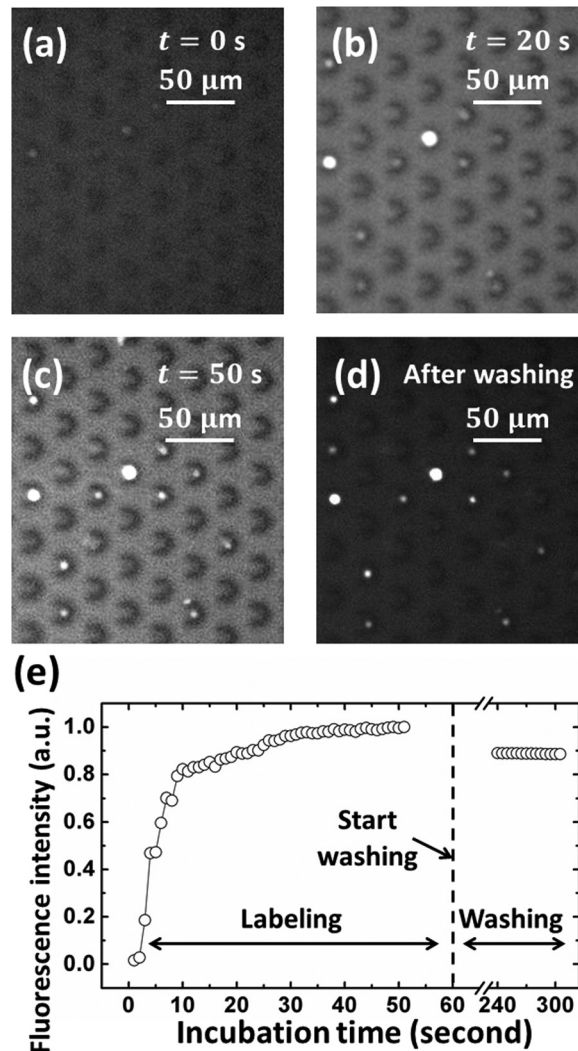 (a)
t = 0 s
50 μm
(b)
t = 20 s
50 μm
(c)
t = 50 s
50 μm
(d)
After washing
50 μm
(e)
Fluorescence intensity (a.u.)
1.0
0.8
0.6
0.4
0.2
0.0
Start
washing
Labeling
Washing
0 10 20 30 40 50 60 240 300
Incubation time (second)